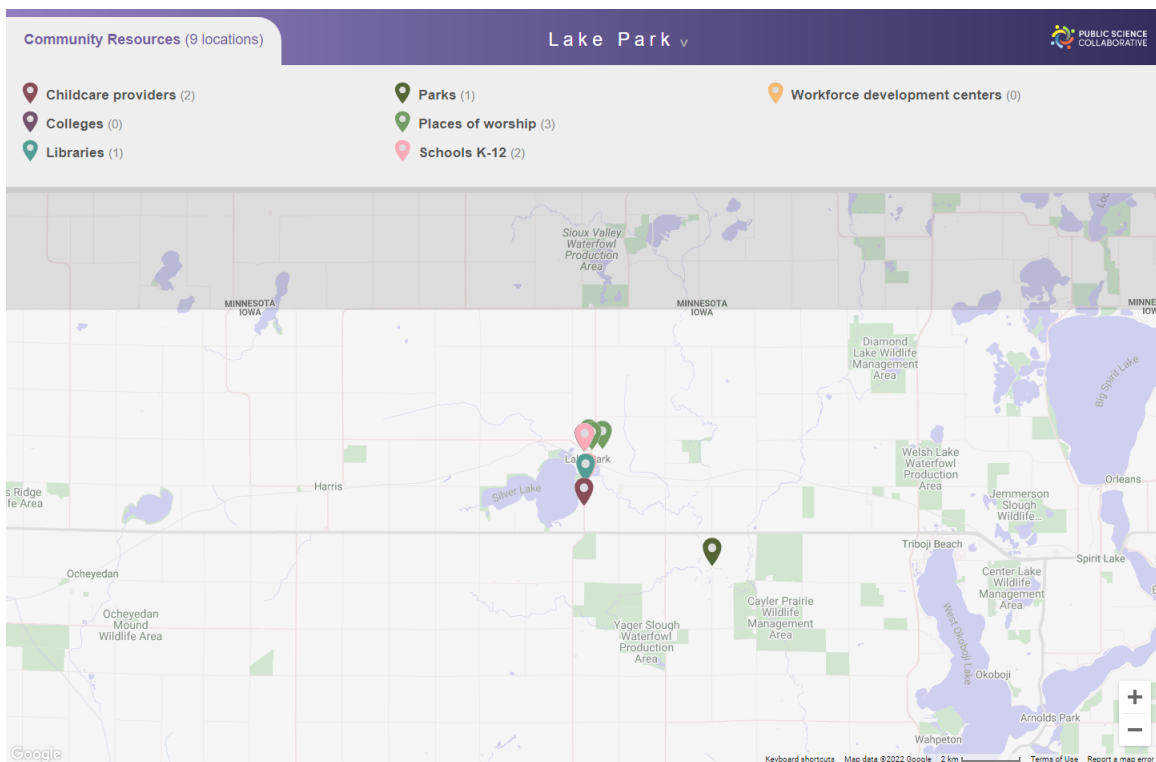 Community Resources (9 locations)
Lake Park v
PUBLIC SCIENCE
COLLABORATIVE
Childcare providers (2)
Colleges (0)
Libraries (1)
Parks (1)
Places of worship (3)
Schools K-12 (2)
Workforce development centers (0)
Sioux Valley
Waterfowl
Production
Area
MINNESOTA
IOWA
MINNESOTA
IOWA
Diamond
Lake Wildlife
Management
Area
Big Spirit Lake
Silver Lake
Harris
s Ridge
fe Area
Welsh Lake
Waterfowl
Production
Area
Orleans
Jemmerson
Slough
Wildlife...
Triboji Beach
Spirit Lake
Ocheyedan
Center Lake
Wildlife
Management
Area
Ocheyedan
Mound
Wildlife Area
Cayler Prairie
Wildlife
Management
Area
Yager Slough
Waterfowl
Production
Area
West Okoboji Lake
Okoboji
Arnolds Park
Wahpeton
Google
Keyboard shortcuts Map data ©2022 Google 2 km Terms of Use Report a map error